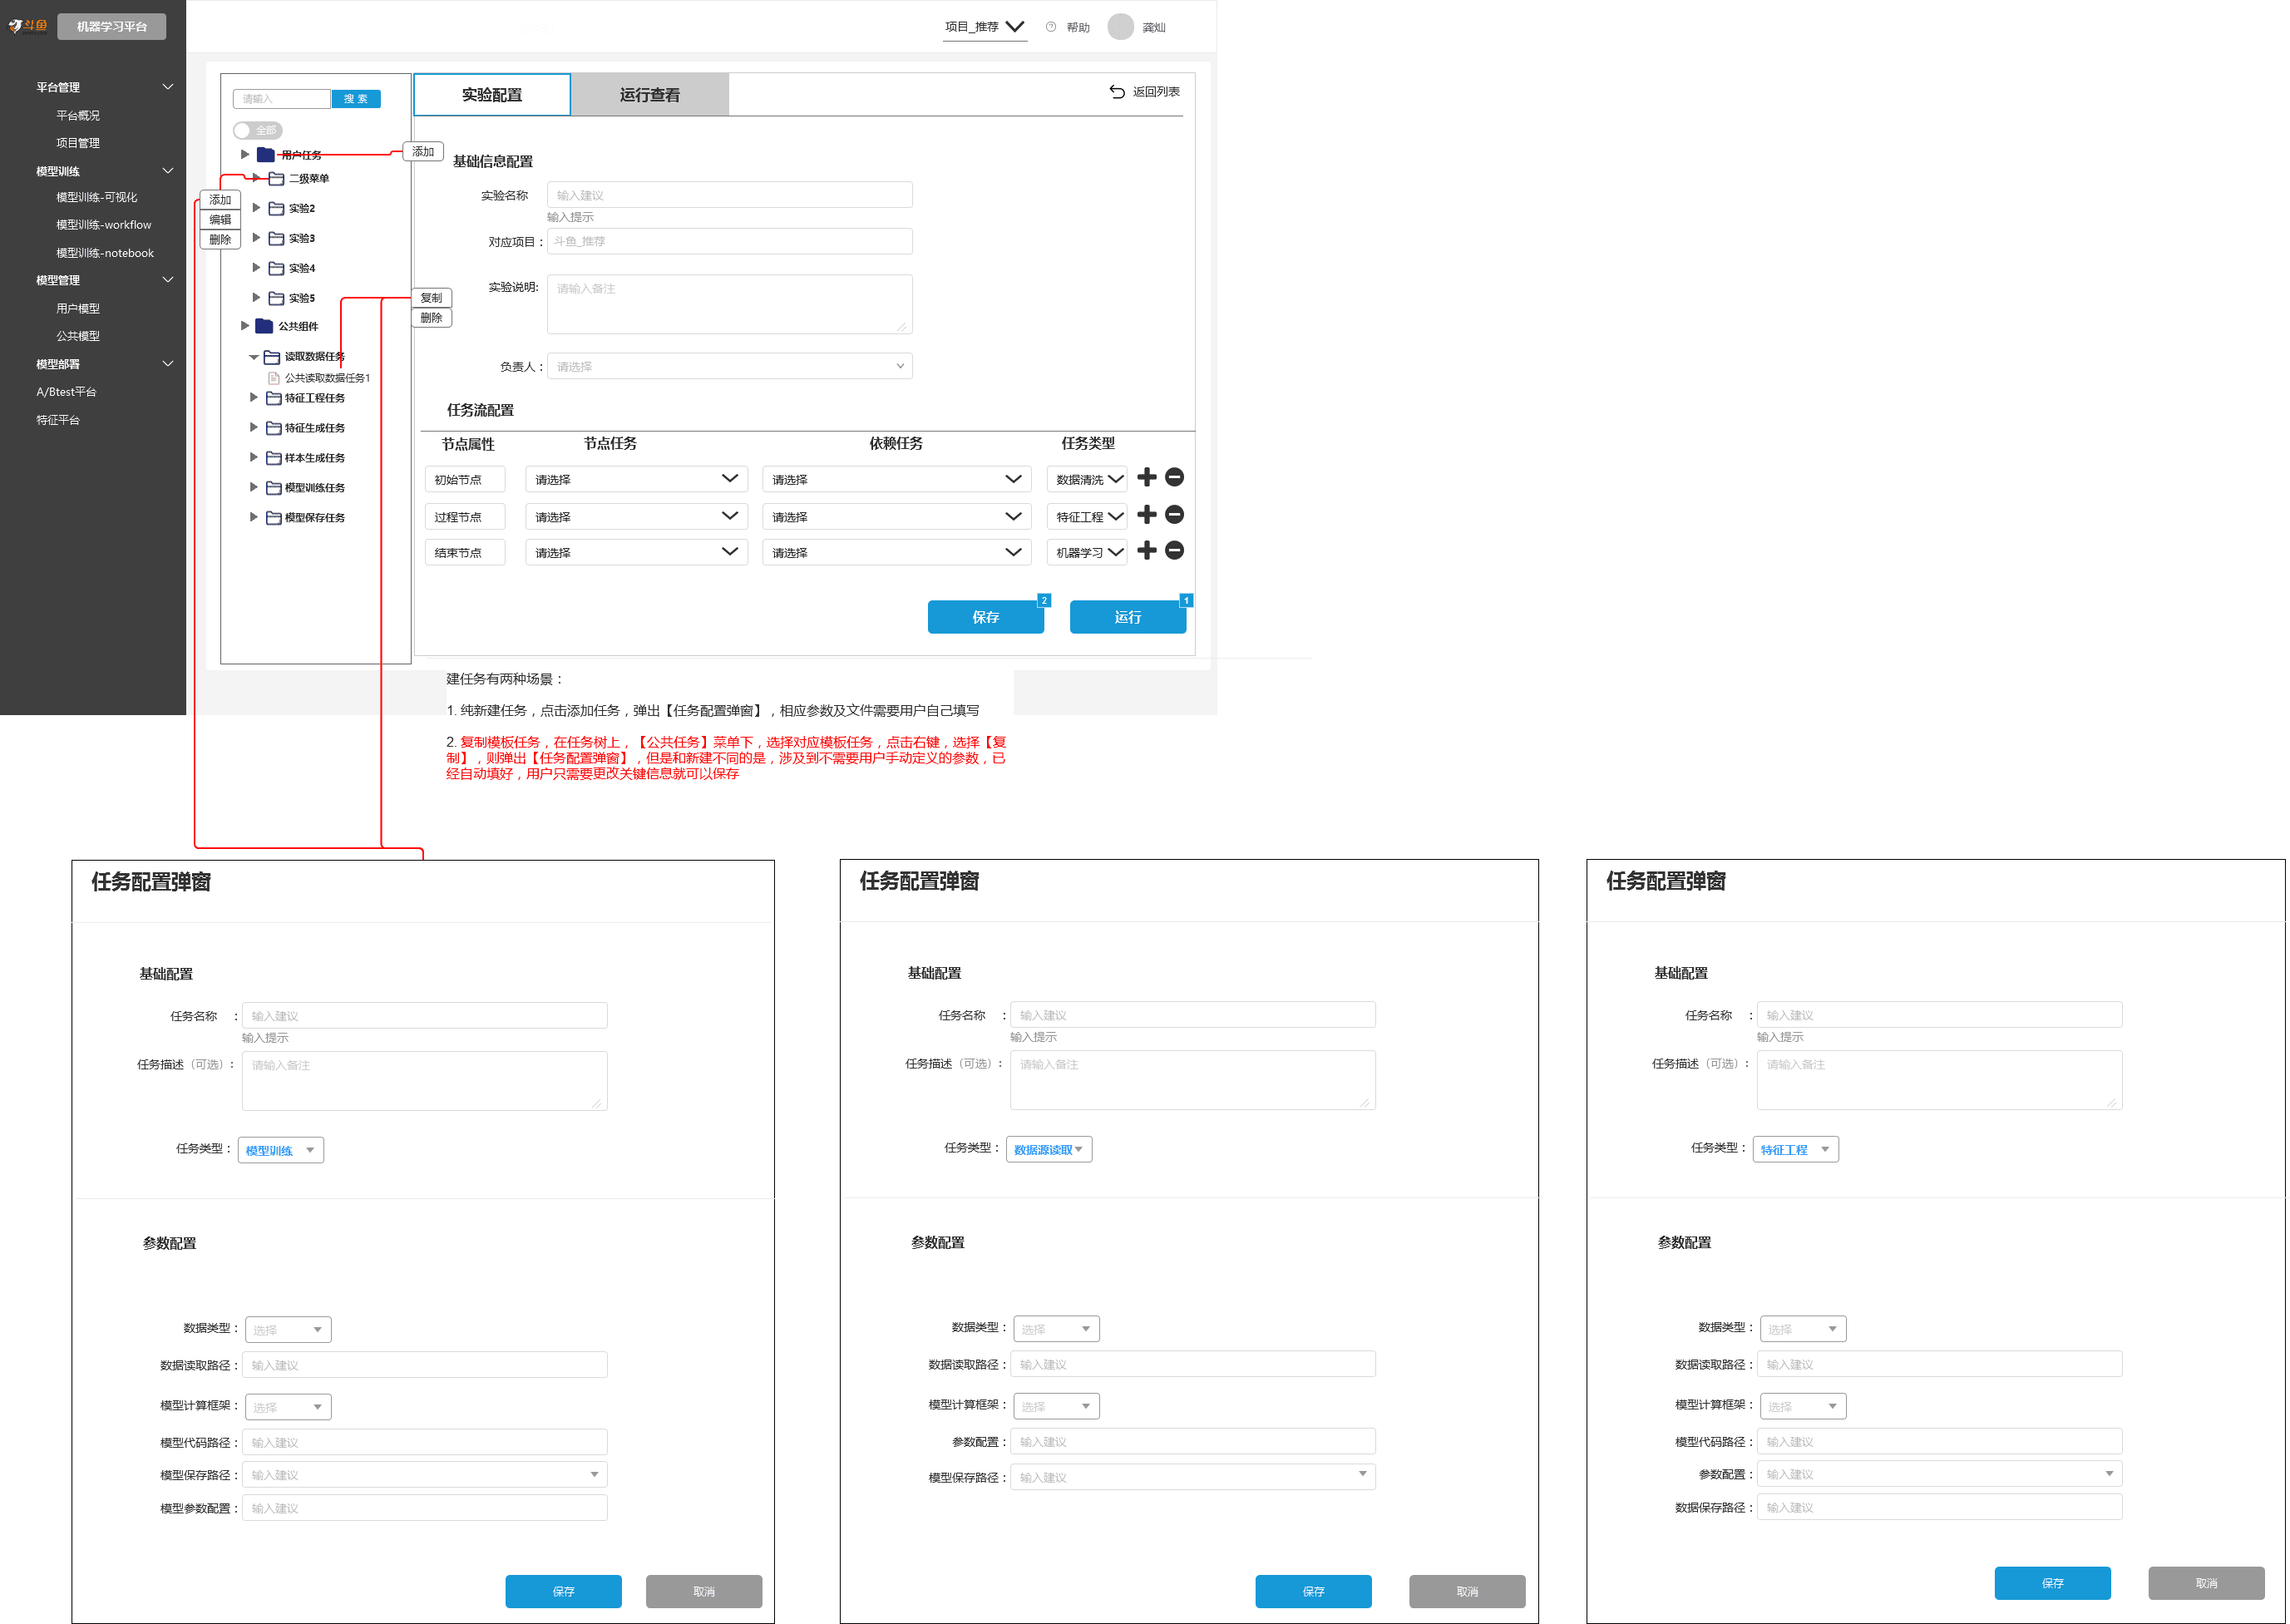 斗鱼
机器学习平台
项目_推荐
帮助
龚灿
平台管理
平台概况
项目管理
模型训练
模型训练-可视化
模型训练-workflow
模型训练-notebook
模型管理
用户模型
公共模型
模型部署
A/Btest平台
特征平台
请输入
搜 索
全部
用户任务
添加
二级菜单
添加
编辑
删除
实验2
实验3
实验4
实验5
复制
删除
公共组件
读取数据任务
公共读取数据任务1
特征工程任务
特征生成任务
样本生成任务
模型训练任务
模型保存任务
实验配置
运行查看
返回列表
基础信息配置
实验名称
输入建议
输入提示
对应项目：
斗鱼_推荐
实验说明:
请输入备注
负责人：
请选择
任务流配置
节点属性 节点任务 依赖任务 任务类型
初始节点 请选择 请选择 数据清洗
过程节点 请选择 请选择 特征工程
结束节点 请选择 请选择 机器学习
保存
2
运行
1
建任务有两种场景：
1. 纯新建任务，点击添加任务，弹出【任务配置弹窗】，相应参数及文件需要用户自己填写
2. 复制模板任务，在任务树上，【公共任务】菜单下，选择对应模板任务，点击右键，选择【复
制】，则弹出【任务配置弹窗】，但是和新建不同的是，涉及到不需要用户手动定义的参数，已
经自动填好，用户只需要更改关键信息就可以保存
任务配置弹窗
基础配置
任务名称 ：
输入建议
输入提示
任务描述（可选）:
请输入备注
任务类型：
模型训练
参数配置
数据类型：
选择
数据读取路径：
输入建议
模型计算框架：
选择
模型代码路径：
输入建议
模型保存路径：
输入建议
模型参数配置：
输入建议
保存
取消
任务配置弹窗
基础配置
任务名称 ：
输入建议
输入提示
任务描述（可选）:
请输入备注
任务类型：
数据源读取
参数配置
数据类型：
选择
数据读取路径：
输入建议
模型计算框架：
选择
参数配置：
输入建议
模型保存路径：
输入建议
保存
取消
任务配置弹窗
基础配置
任务名称 ：
输入建议
输入提示
任务描述（可选）:
请输入备注
任务类型：
特征工程
参数配置
数据类型：
选择
数据读取路径：
输入建议
模型计算框架：
选择
模型代码路径：
输入建议
参数配置：
输入建议
数据保存路径：
输入建议
保存
取消